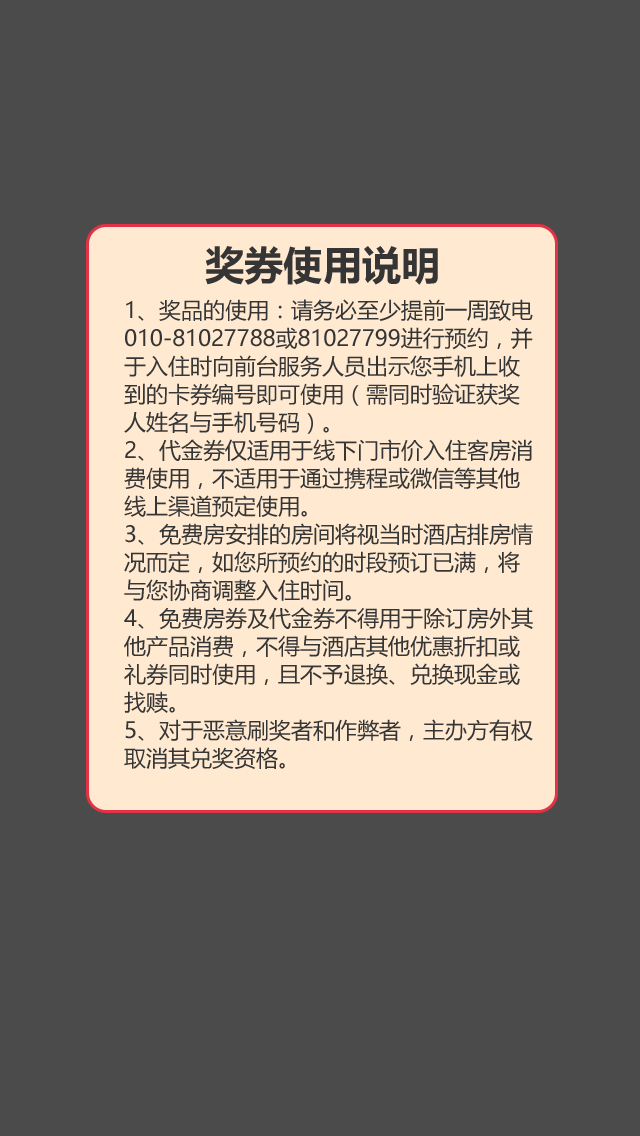 奖券使用说明
1、奖品的使用：请务必至少提前一周致电
010-81027788或81027799进行预约，并
于入住时向前台服务人员出示您手机上收
到的卡券编号即可使用（需同时验证获奖
人姓名与手机号码）。
2、代金券仅适用于线下门市价入住客房消
费使用，不适用于通过携程或微信等其他
线上渠道预定使用。
3、免费房安排的房间将视当时酒店排房情
况而定，如您所预约的时段预订已满，将
与您协商调整入住时间。
4、免费房券及代金券不得用于除订房外其
他产品消费，不得与酒店其他优惠折扣或
礼券同时使用，且不予退换、兑换现金或
找赎。
5、对于恶意刷奖者和作弊者，主办方有权
取消其兑奖资格。